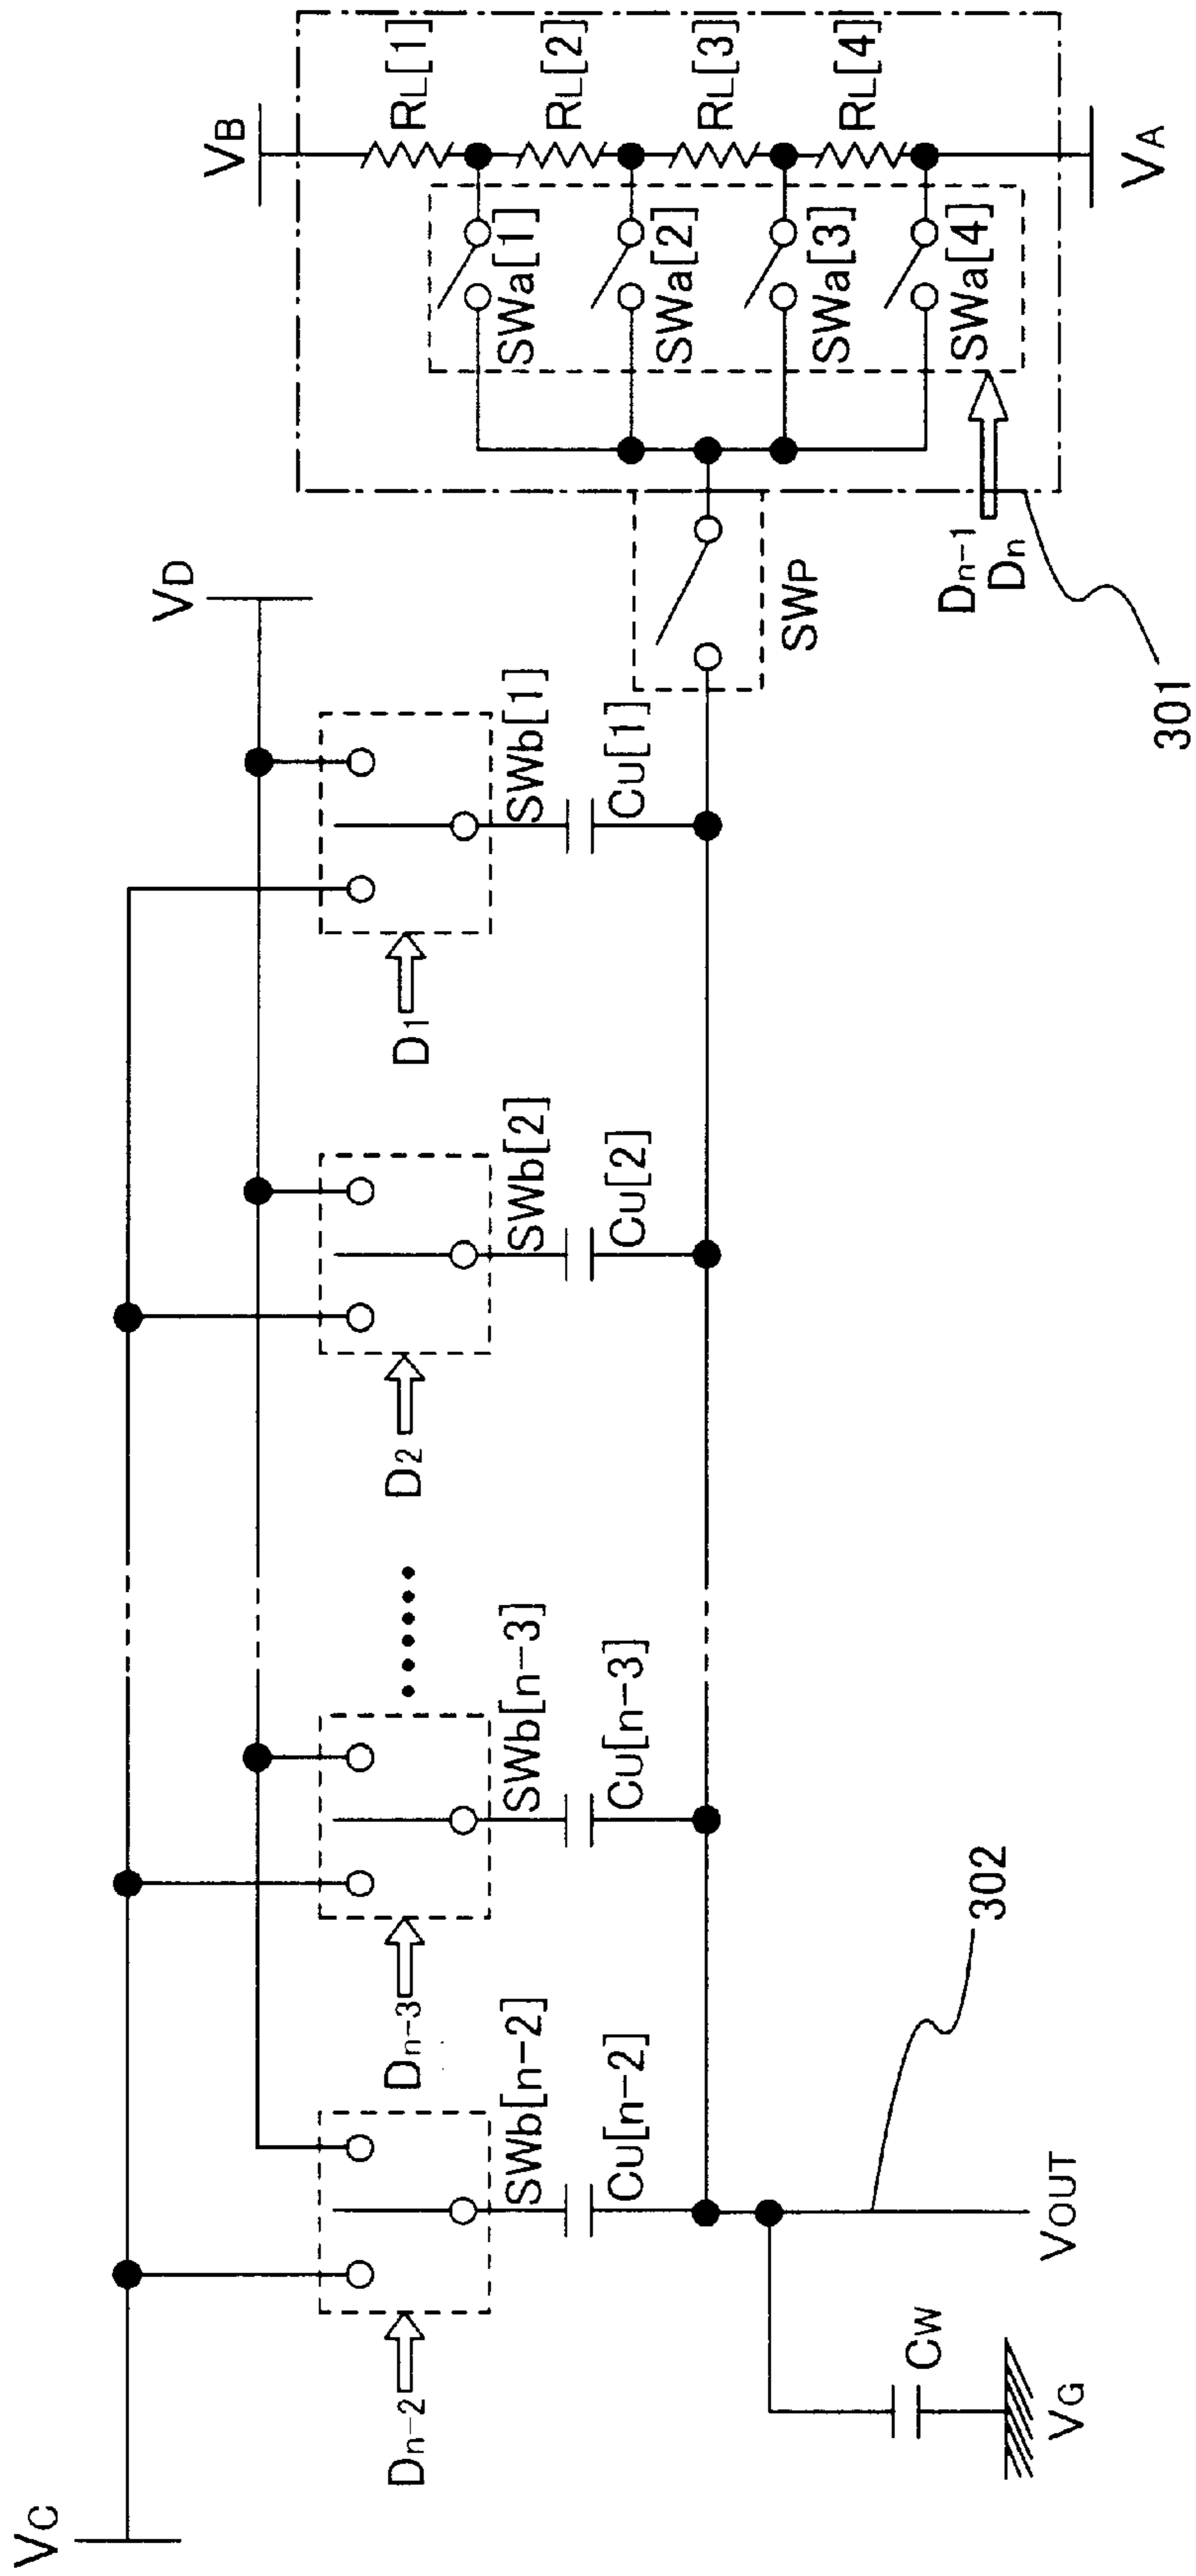 VC
VD
VB
RL[1]
RL[2]
RL[3]
RL[4]
VA
SWa[1]
SWa[2]
SWa[3]
SWa[4]
Dn-1
Dn
301
SWP
Dn-2
SWb[n-2]
CU[n-2]
Dn-3
SWb[n-3]
CU[n-3]
......
D2
SWb[2]
CU[2]
D1
SWb[1]
CU[1]
302
VOUT
CW
VG